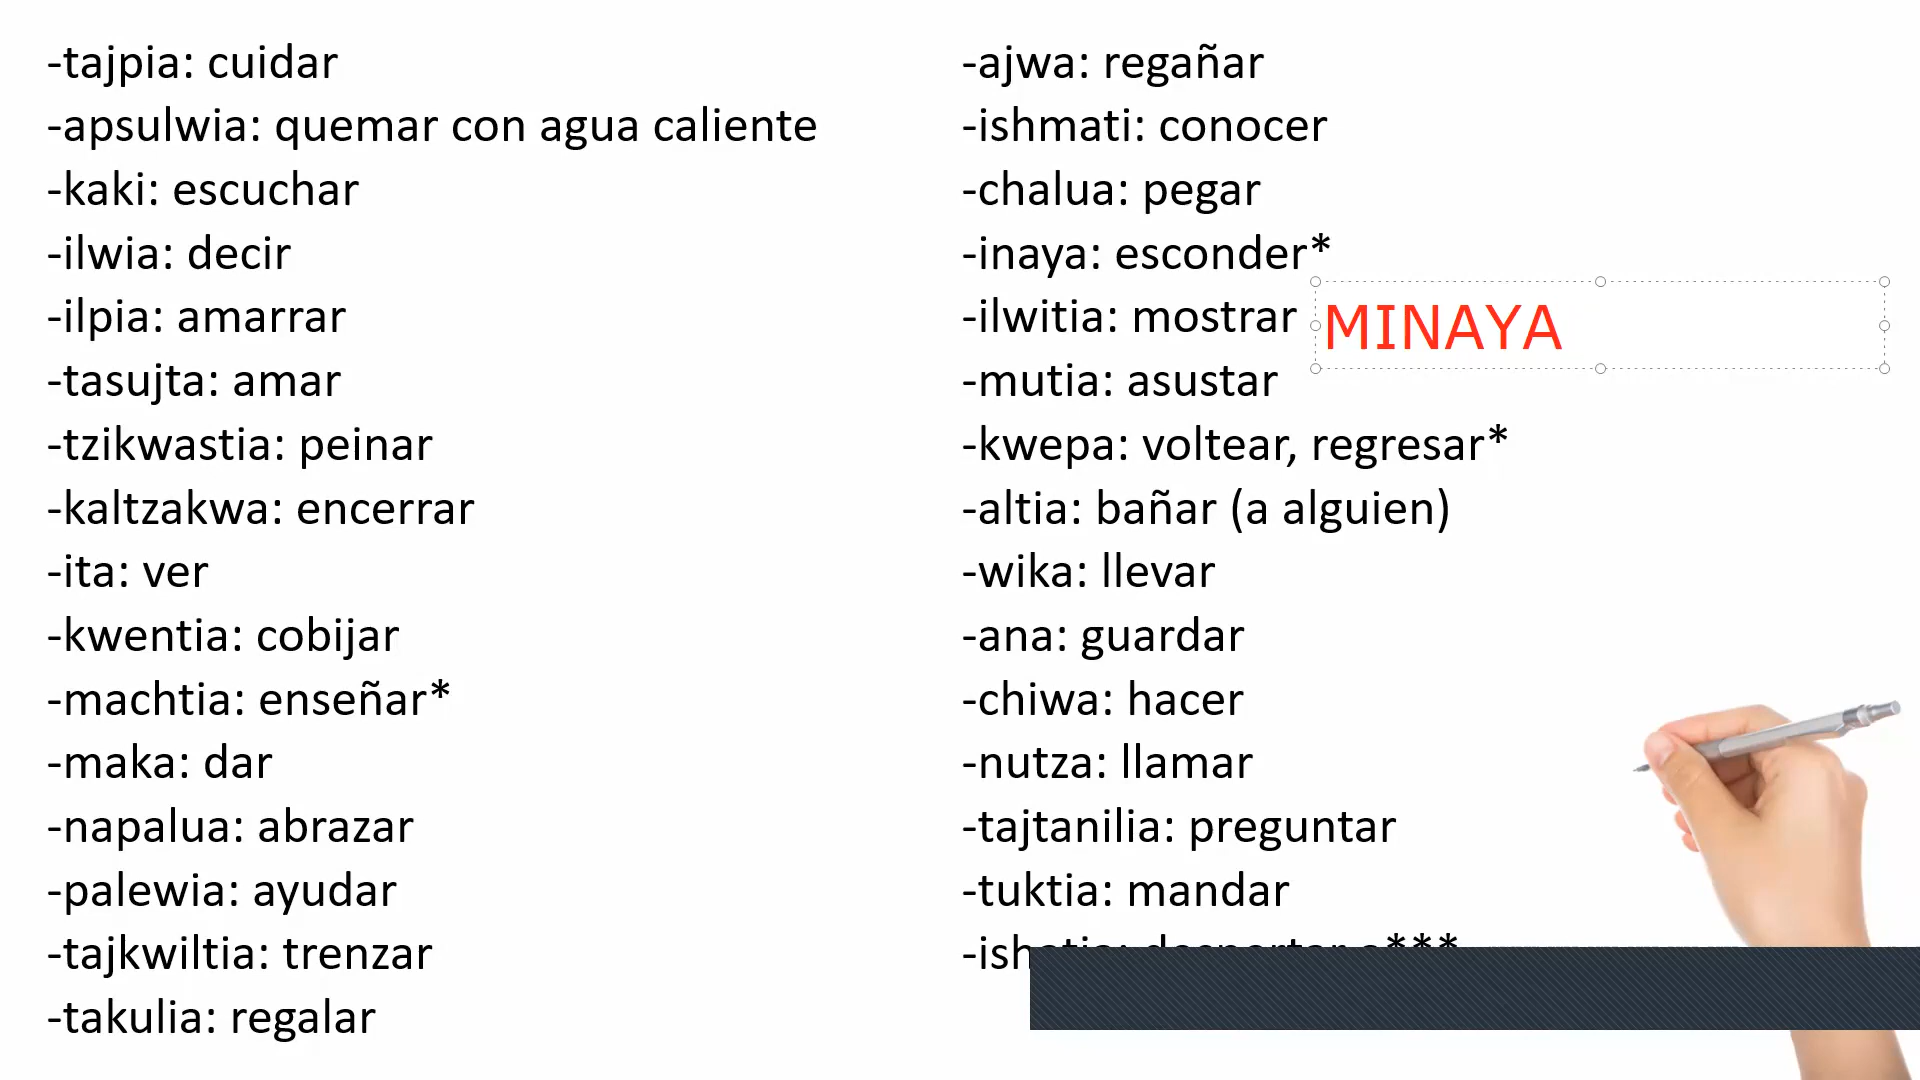 -tajpia: cuidar
-apsulwia: quemar con agua caliente
-kaki: escuchar
-ilwia: decir
-ilpia: amarrar
-tasujta: amar
-tzikwastia: peinar
-kaltzakwa: encerrar
-ita: ver
-kwentia: cobijar
-machtia: enseñar*
-maka: dar
-napalua: abrazar
-palewia: ayudar
-tajkwiltia: trenzar
-takulia: regalar
-ajwa: regañar
-ishmati: conocer
-chalua: pegar
-inaya: esconder*
-ilwitia: mostrar
MINAYA
-mutia: asustar
-kwepa: voltear, regresar*
-altia: bañar (a alguien)
-wika: llevar
-ana: guardar
-chiwa: hacer
-nutza: llamar
-tajtanilia: preguntar
-tuktia: mandar